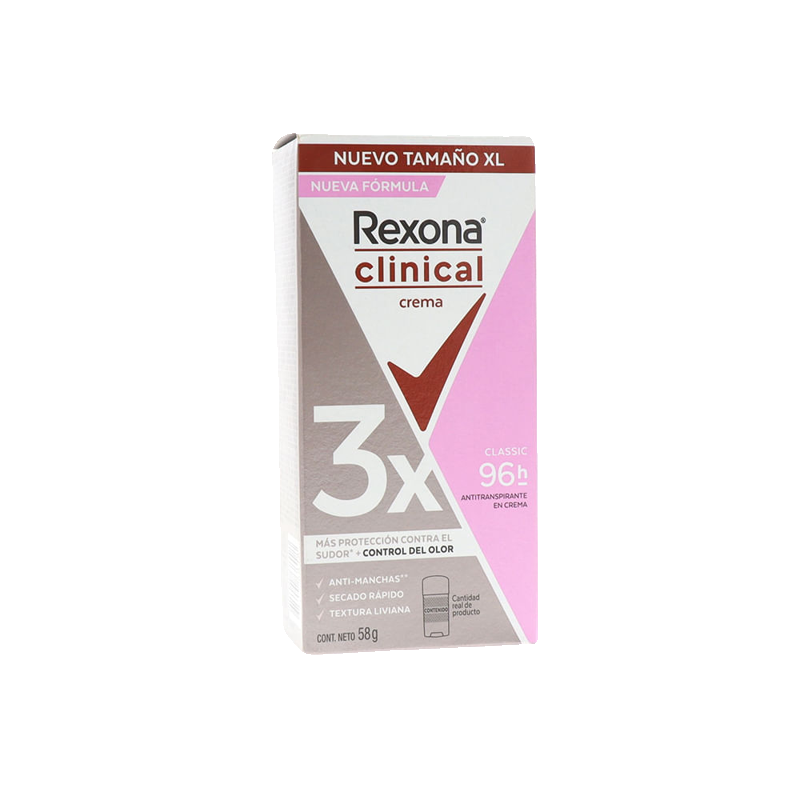 NUEVO TAMAÑO XL
NUEVA FÓRMULA
Rexona®
clinical
crema
3x
CLASSIC
96h
ANTITRANSPIRANTE
EN CREMA
MÁS PROTECCIÓN CONTRA EL
SUDOR* + CONTROL DEL OLOR
ANTI-MANCHAS**
SECADO RÁPIDO
TEXTURA LIVIANA
CONTENIDO
Cantidad
real de
producto
CONT. NETO 58g